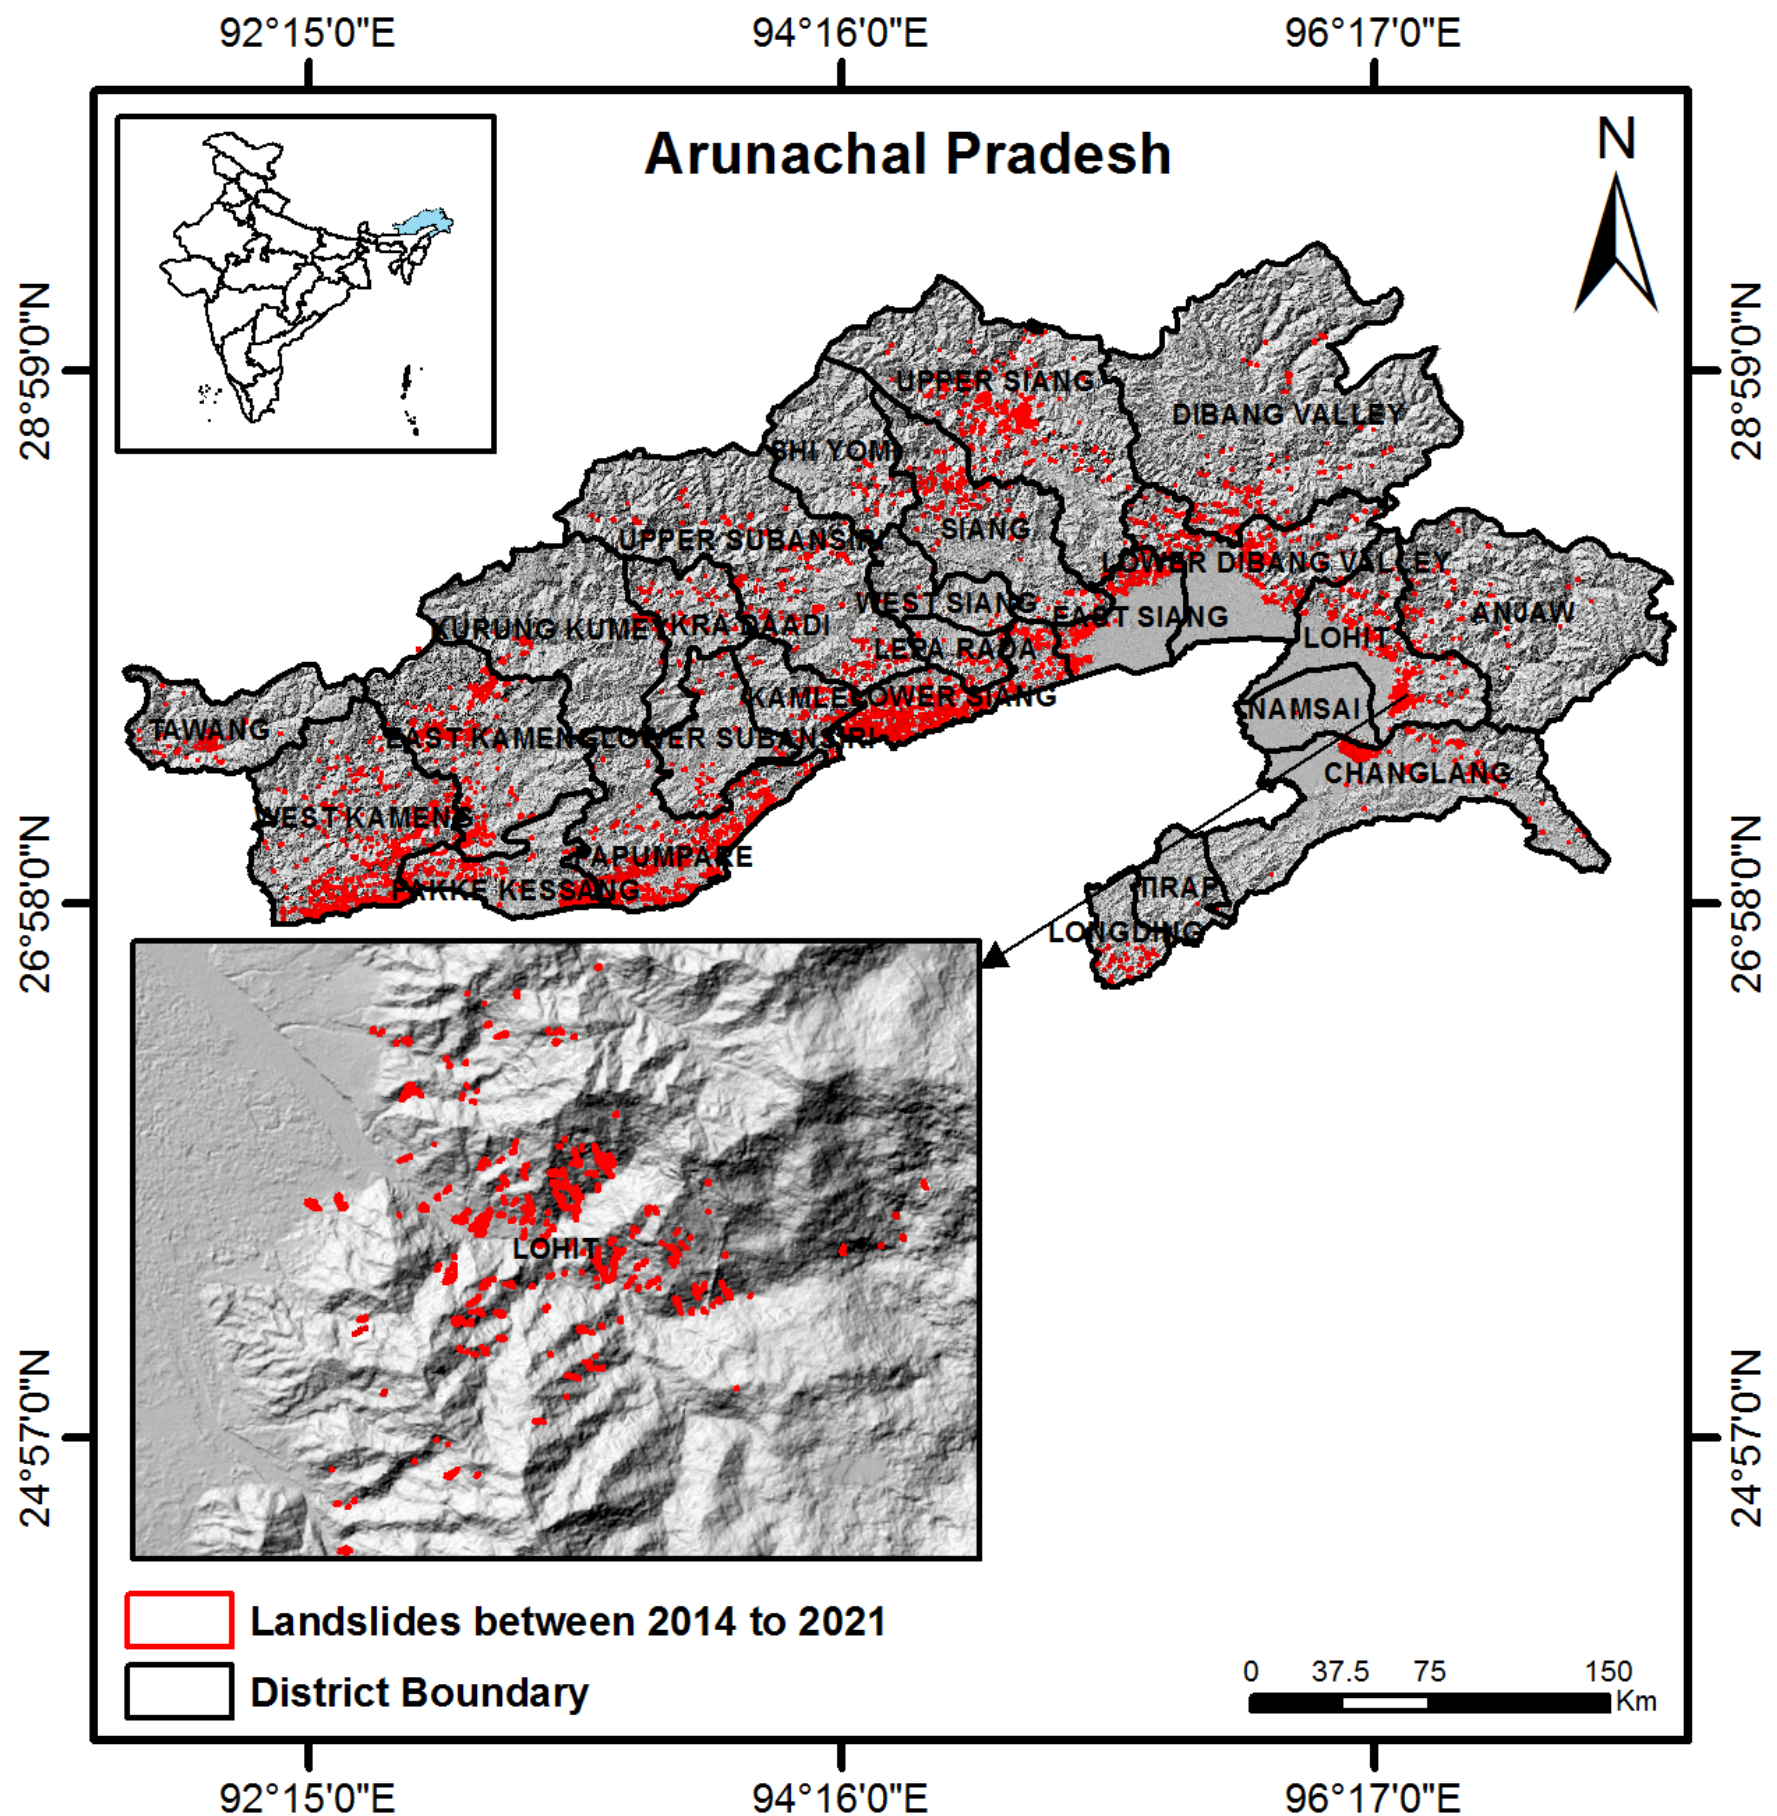 92°15'0"E 94°16'0"E 96°17'0"E
Arunachal Pradesh
N
28°59'0"N 28°59'0"N
UPPER SIANG
DIBANG VALLEY
SHI YOMI
SIANG
UPPER SUBANSIRI
LOWER DIBANG VALLEY
WEST SIANG
EAST SIANG
ANJAW
KURUNG KUMEY
KRA DAADI
LOHIT
LEPA RADA
KAMLE
LOWER SIANG
NAMSAI
TAWANG
EAST KAMENG
LOWER SUBANSIRI
CHANGLANG
WEST KAMENG
PAPUMPARE
PAKKE KESSANG
TIRAP
LONGDING
26°58'0"N 26°58'0"N
LOHIT
24°57'0"N 24°57'0"N
Landslides between 2014 to 2021
District Boundary
0 37.5 75 150
Km
92°15'0"E 94°16'0"E 96°17'0"E